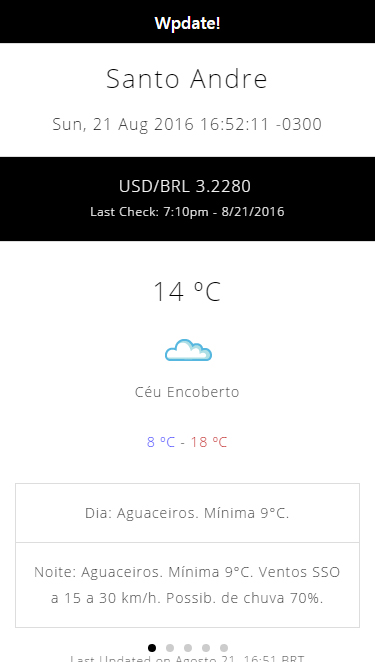 Wpdate!
Santo Andre
Sun, 21 Aug 2016 16:52:11 -0300
USD/BRL 3.2280
Last Check: 7:10pm - 8/21/2016
14 ºC
Céu Encoberto
8 ºC - 18 ºC
Dia: Aguaceiros. Mínima 9°C.
Noite: Aguaceiros. Mínima 9°C. Ventos SSO
a 15 a 30 km/h. Possib. de chuva 70%.
Last Updated on Agosto 21, 16:51 BRT